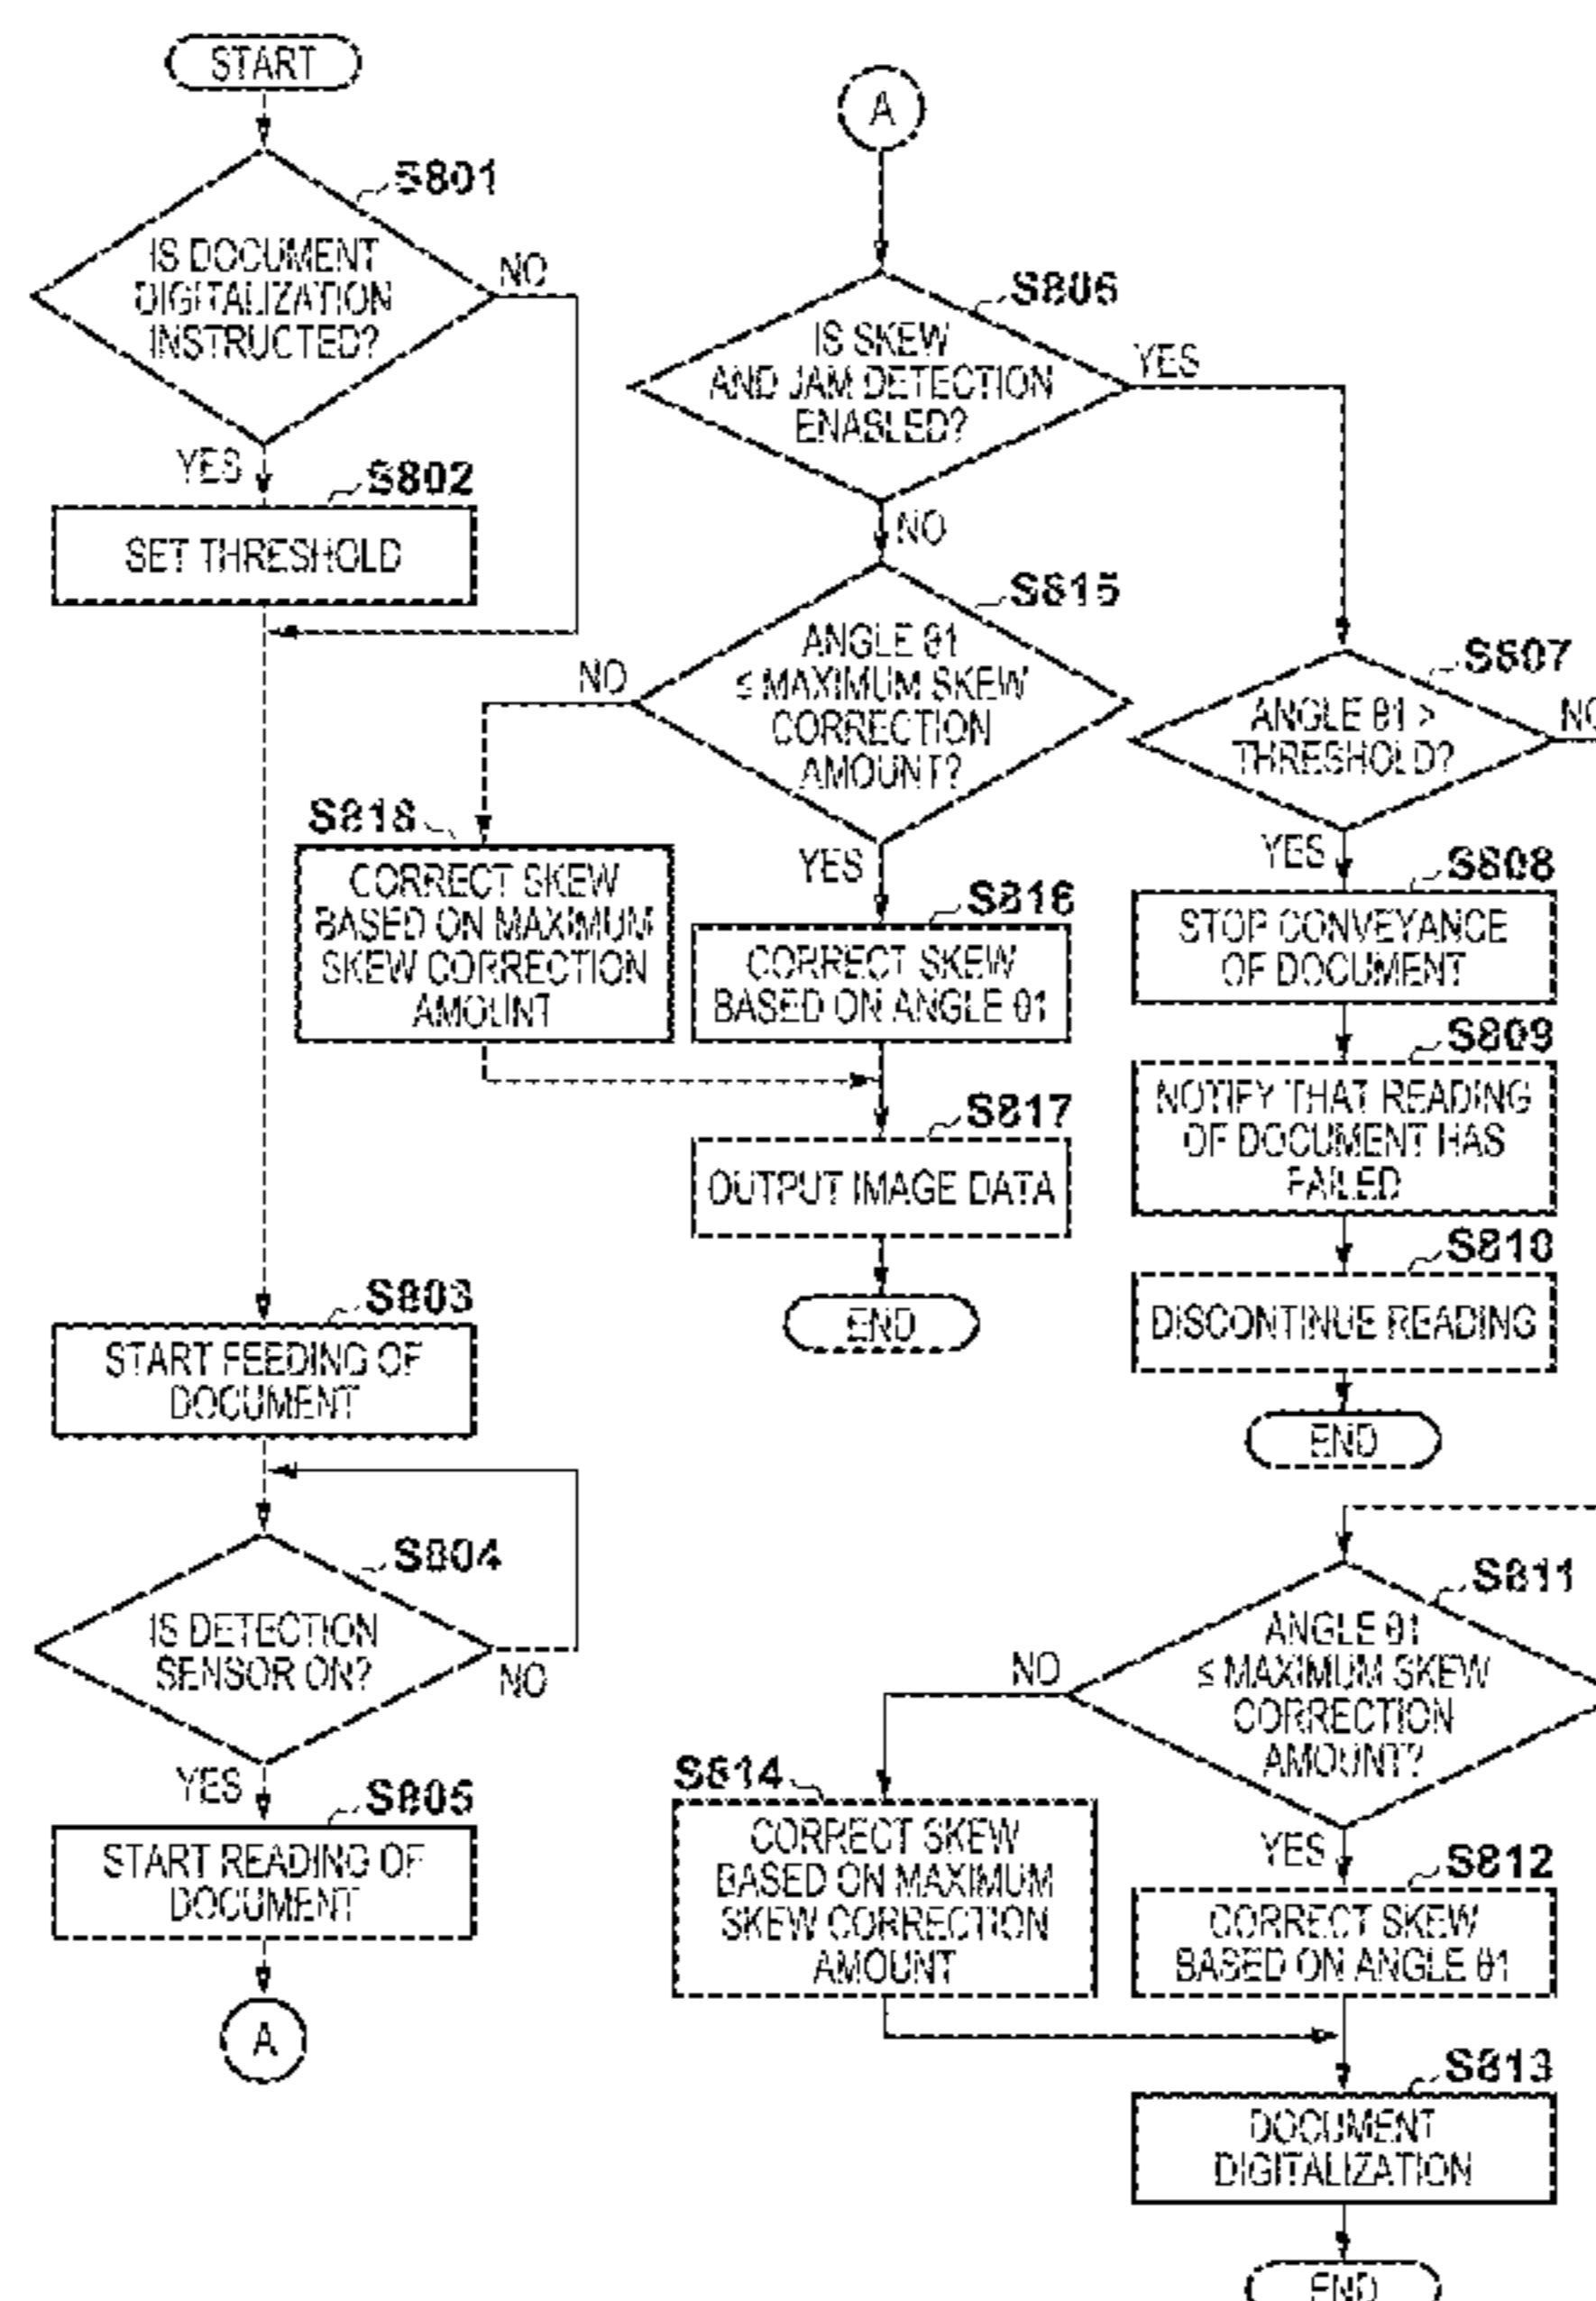 START
S801
IS DOCUMENT
DIGITALIZATION
INSTRUCTED?
NO
YES
S802
SET THRESHOLD
S803
START FEEDING OF
DOCUMENT
S804
IS DETECTION
SENSOR ON?
NO
YES
S805
START READING OF
DOCUMENT
A
A
S806
IS SKEW
AND JAM DETECTION
ENABLED?
YES
NO
S815
ANGLE θ1
≤ MAXIMUM SKEW
CORRECTION
AMOUNT?
NO
YES
S818
CORRECT SKEW
BASED ON MAXIMUM
SKEW CORRECTION
AMOUNT
S816
CORRECT SKEW
BASED ON ANGLE θ1
S817
OUTPUT IMAGE DATA
END
S807
ANGLE θ1 >
THRESHOLD?
NO
YES
S808
STOP CONVEYANCE
OF DOCUMENT
S809
NOTIFY THAT READING
OF DOCUMENT HAS
FAILED
S810
DISCONTINUE READING
END
S811
ANGLE θ1
≤ MAXIMUM SKEW
CORRECTION
AMOUNT?
NO
YES
S814
CORRECT SKEW
BASED ON MAXIMUM
SKEW CORRECTION
AMOUNT
S812
CORRECT SKEW
BASED ON ANGLE θ1
S813
DOCUMENT
DIGITALIZATION
END